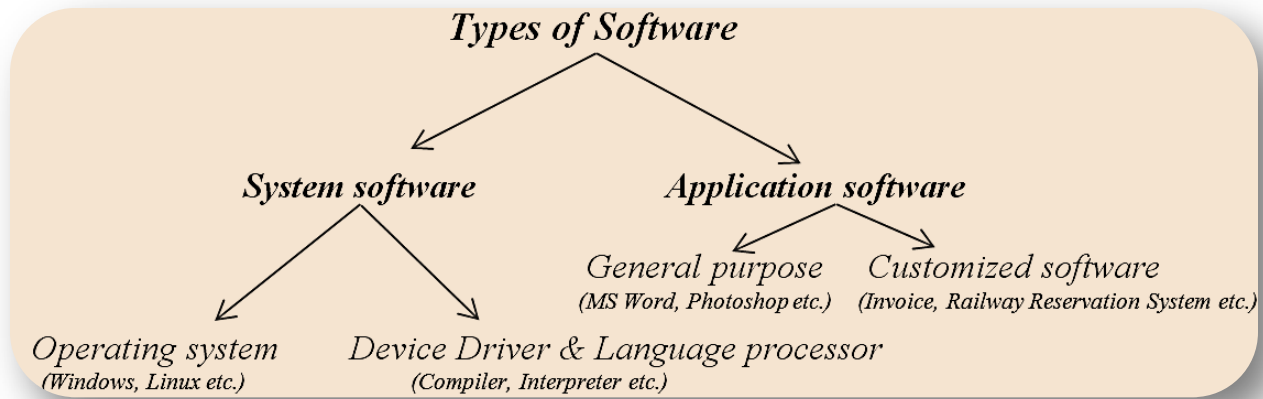 Types of Software
System software
Application software
General purpose
(MS Word, Photoshop etc.)
Customized software
(Invoice, Railway Reservation System etc.)
Operating system
(Windows, Linux etc.)
Device Driver & Language processor
(Compiler, Interpreter etc.)